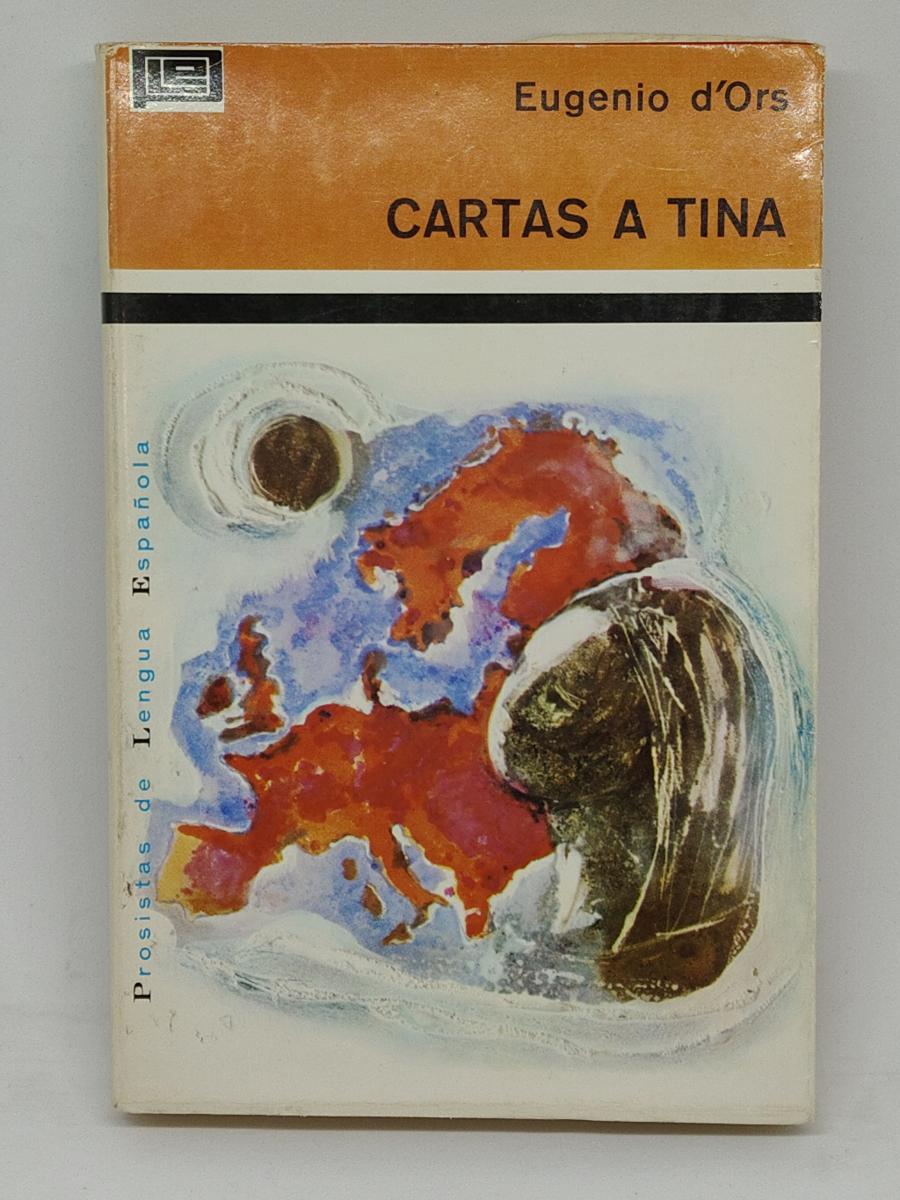 Eugenio d'Ors
CARTAS A TINA
Prosistas de Lengua Española